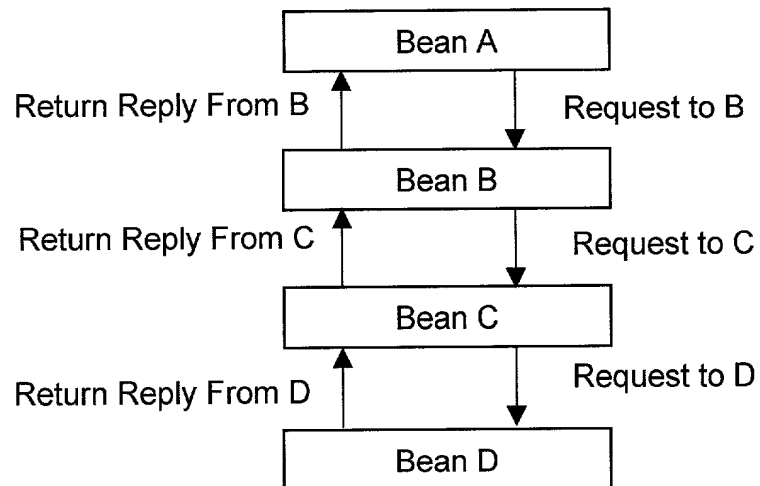 Bean A
Return Reply From B
Request to B
Bean B
Return Reply From C
Request to C
Bean C
Return Reply From D
Request to D
Bean D